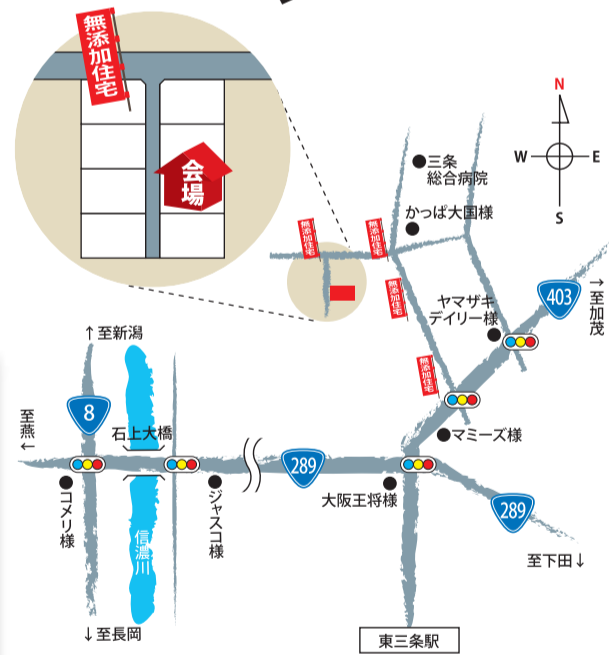 無添加住宅
会場
N
W
E
S
三条
総合病院
かっぱ大国様
無添加住宅
無添加住宅
無添加住宅
無添加住宅
ヤマザキ
デイリー様
403
→至加茂
↑至新潟
8
至燕←
石上大橋
289
マミーズ様
コメリ様
信濃川
ジャスコ様
大阪王将様
289
至下田↓
↓至長岡
東三条駅